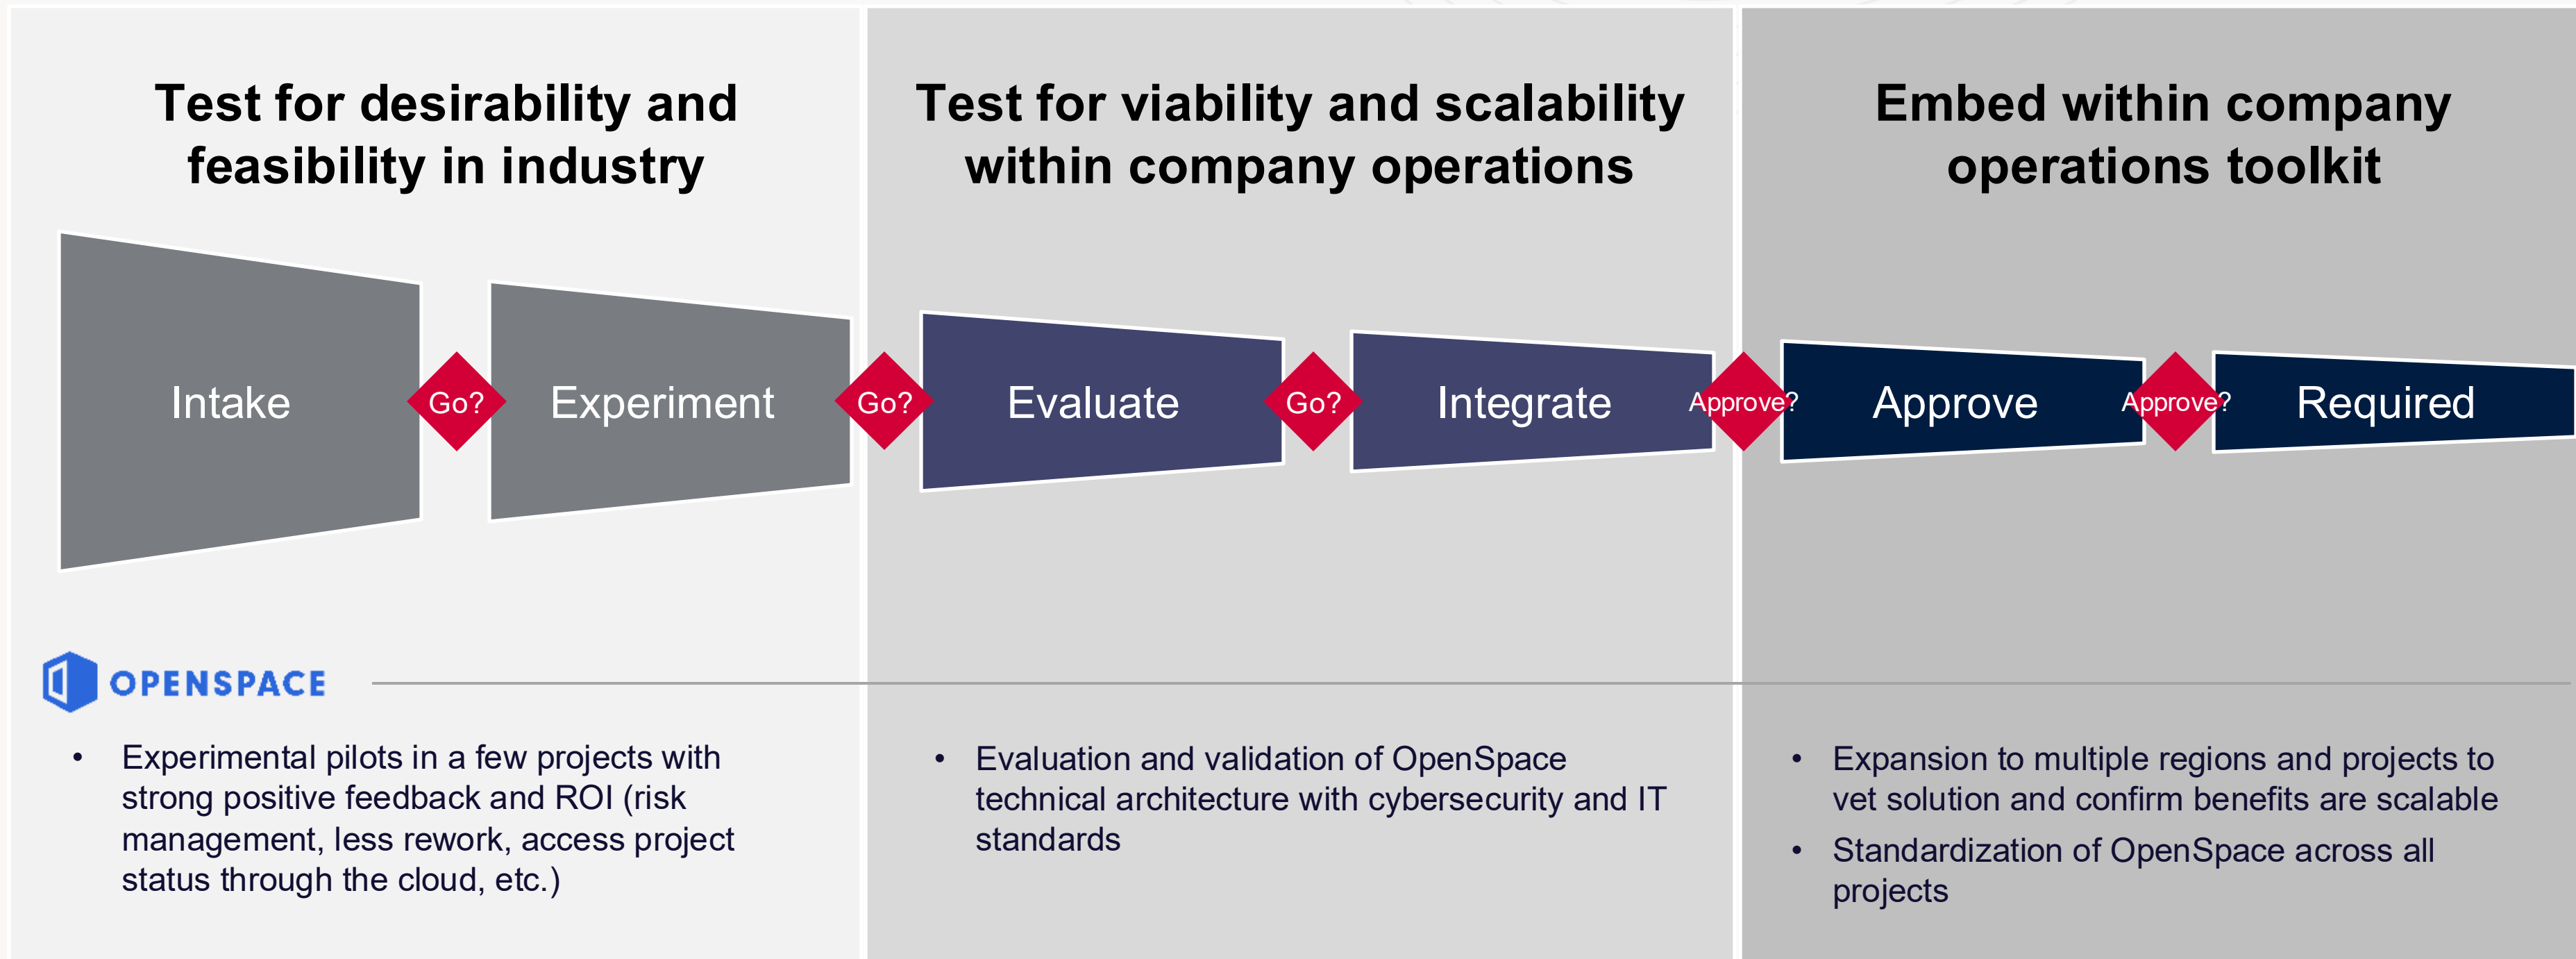 Test for desirability and
feasibility in industry
Test for viability and scalability
within company operations
Embed within company
operations toolkit
Intake
Go?
Experiment
Go?
Evaluate
Go?
Integrate
Approve?
Approve
Approve?
Required
OPENSPACE
• Experimental pilots in a few projects with
strong positive feedback and ROI (risk
management, less rework, access project
status through the cloud, etc.)
• Evaluation and validation of OpenSpace
technical architecture with cybersecurity and IT
standards
• Expansion to multiple regions and projects to
vet solution and confirm benefits are scalable
• Standardization of OpenSpace across all
projects